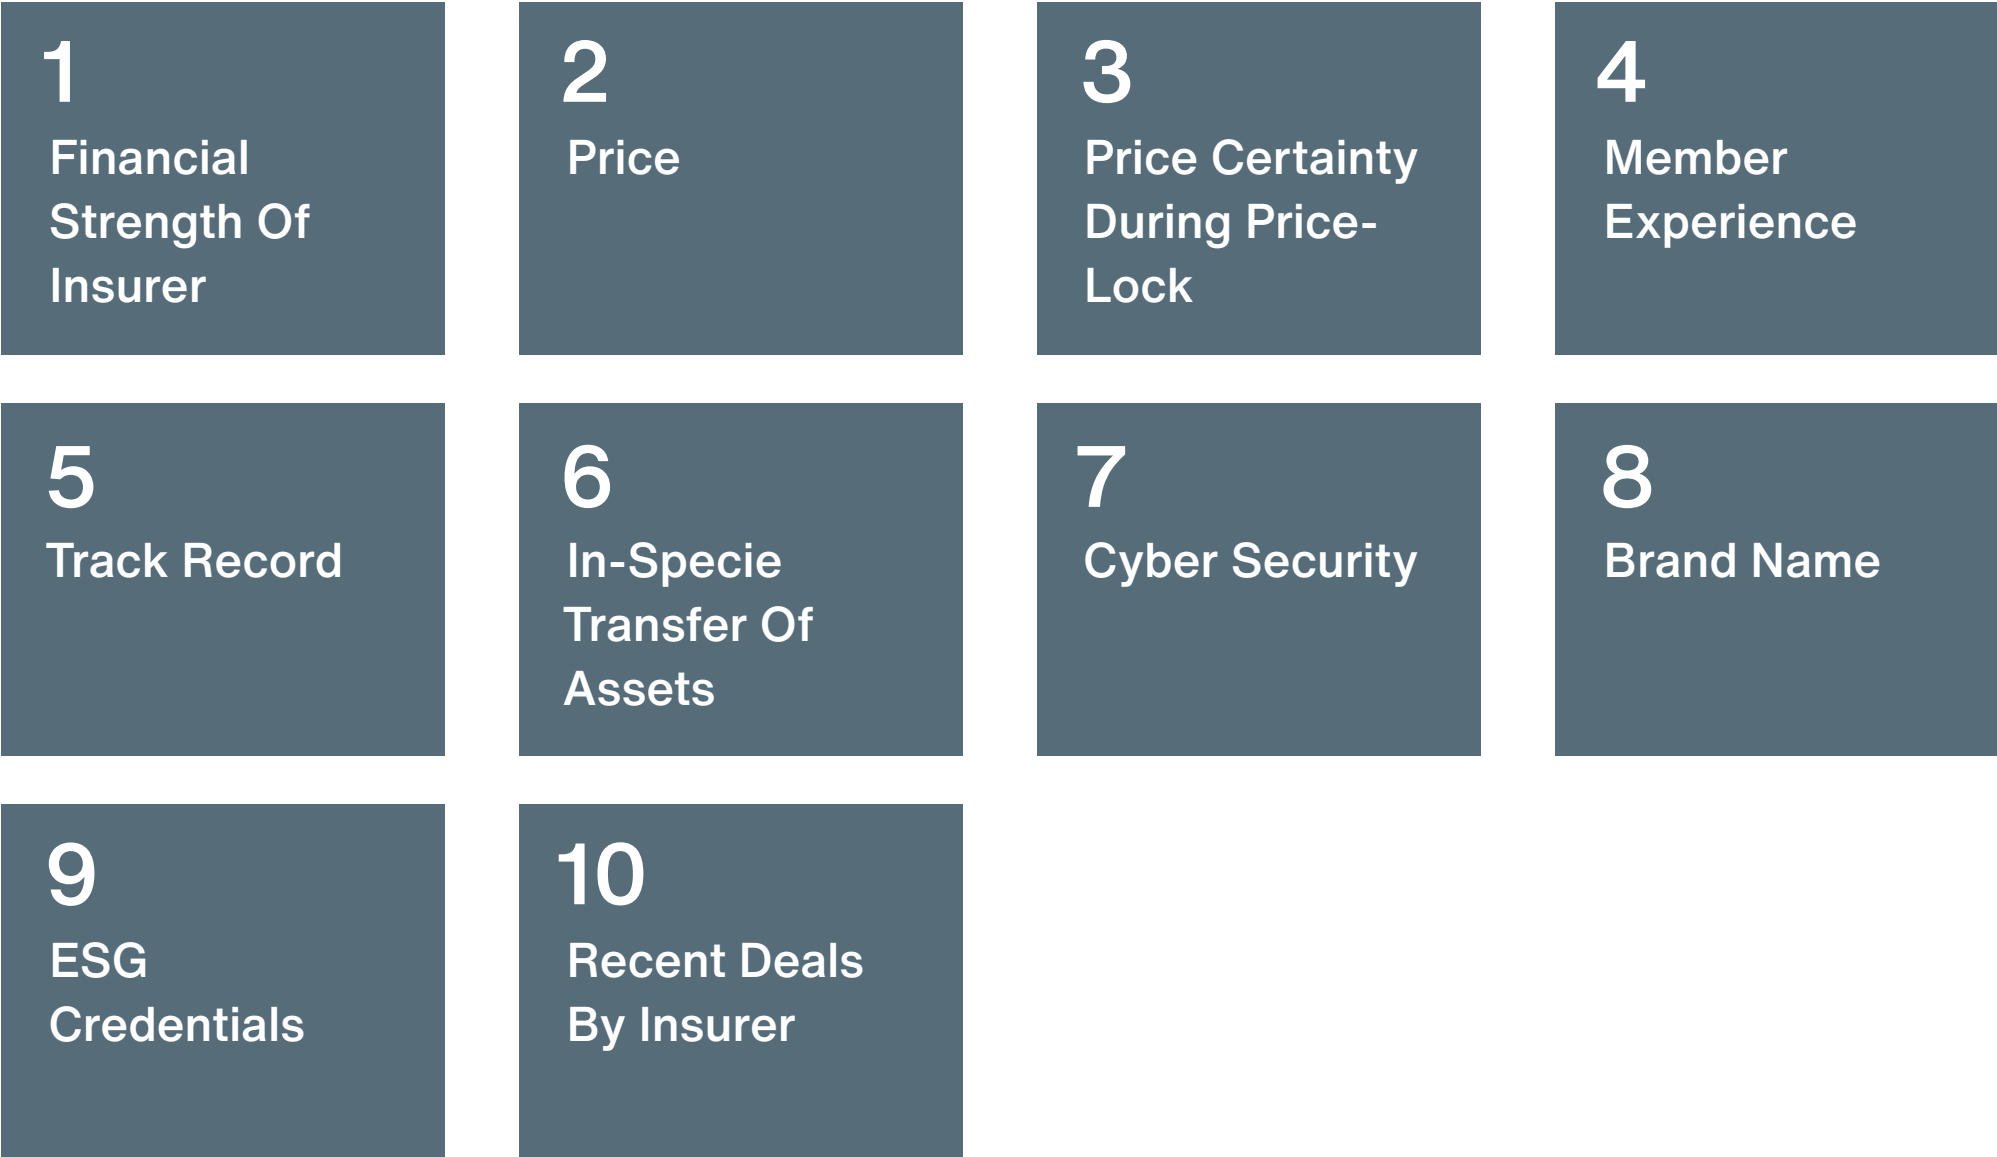 1
Financial
Strength Of
Insurer
2
Price
3
Price Certainty
During Price-
Lock
4
Member
Experience
5
Track Record
6
In-Specie
Transfer Of
Assets
7
Cyber Security
8
Brand Name
9
ESG
Credentials
10
Recent Deals
By Insurer